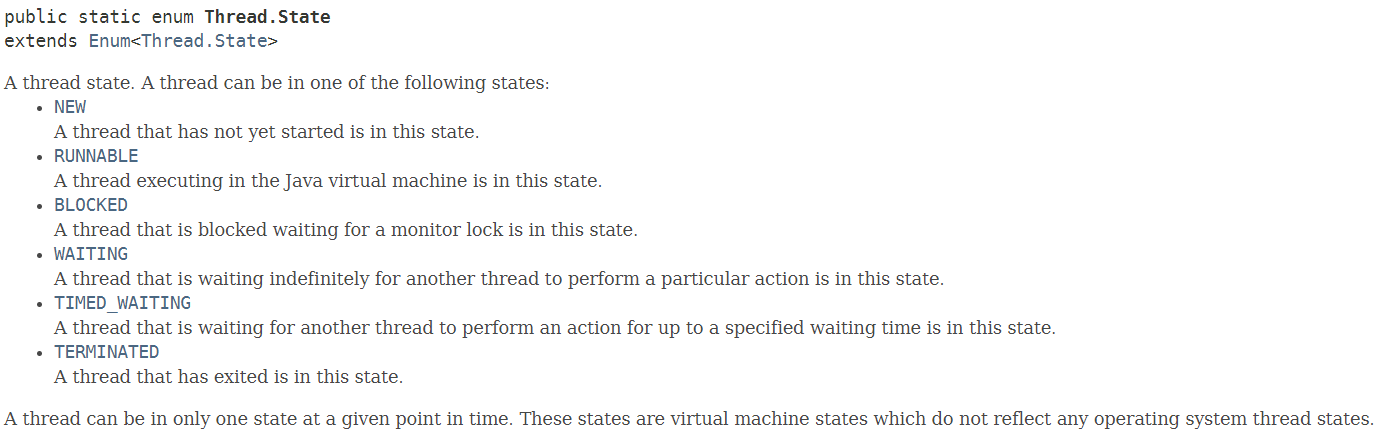 public static enum Thread.State
extends Enum<Thread.State>
A thread state. A thread can be in one of the following states:
• NEW
A thread that has not yet started is in this state.
• RUNNABLE
A thread executing in the Java virtual machine is in this state.
• BLOCKED
A thread that is blocked waiting for a monitor lock is in this state.
• WAITING
A thread that is waiting indefinitely for another thread to perform a particular action is in this state.
• TIMED_WAITING
A thread that is waiting for another thread to perform an action for up to a specified waiting time is in this state.
• TERMINATED
A thread that has exited is in this state.
A thread can be in only one state at a given point in time. These states are virtual machine states which do not reflect any operating system thread states.